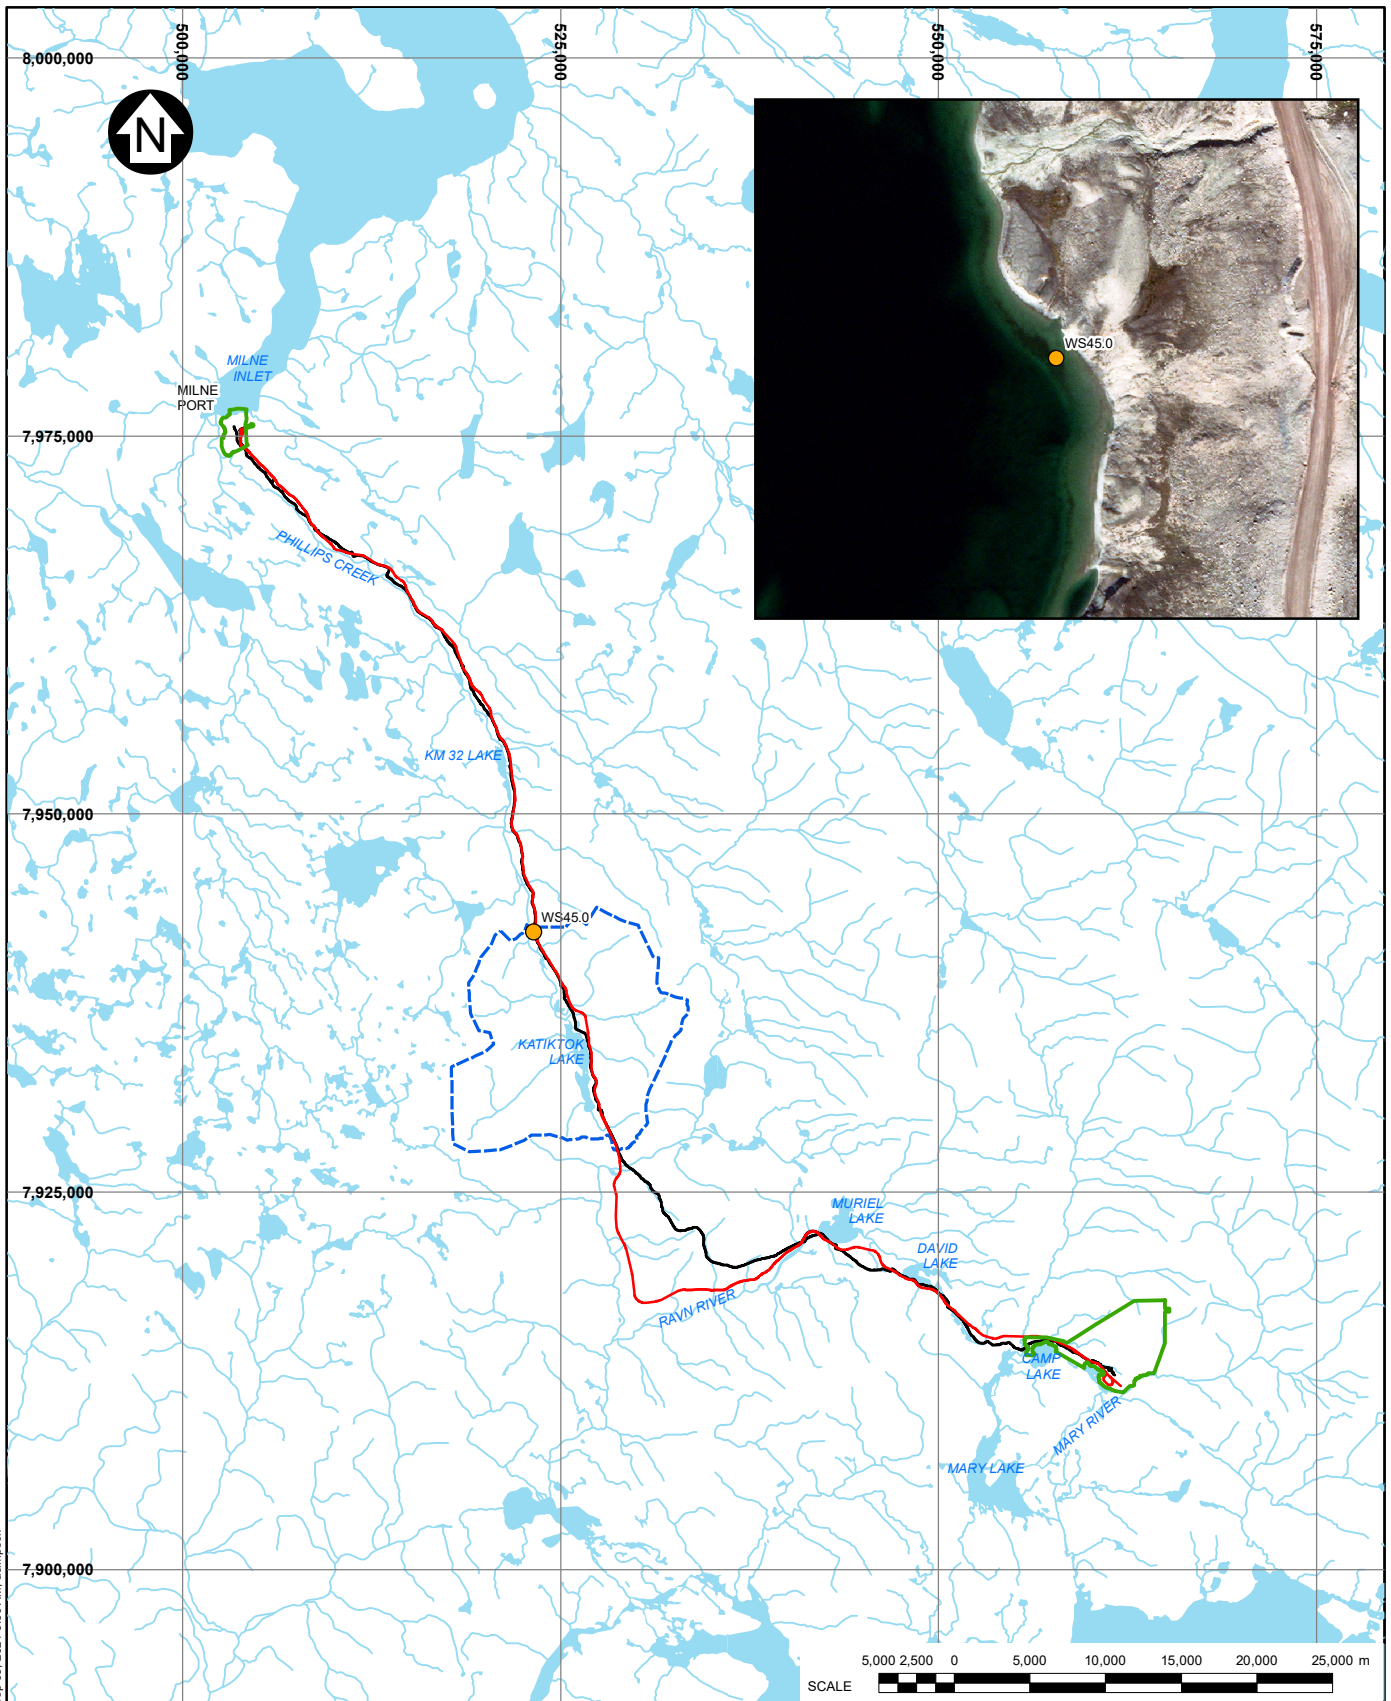 500,000
525,000
550,000
575,000
8,000,000
N
WS45.0
MILNE
INLET
MILNE
PORT
7,975,000
PHILLIPS CREEK
KM 32 LAKE
7,950,000
WS45.0
KATIKTOK
LAKE
7,925,000
MURIEL
LAKE
DAVID
LAKE
RAVN RIVER
CAMP
LAKE
MARY RIVER
MARY LAKE
7,900,000
SCALE
5,000 2,500 0 5,000 10,000 15,000 20,000 25,000 m